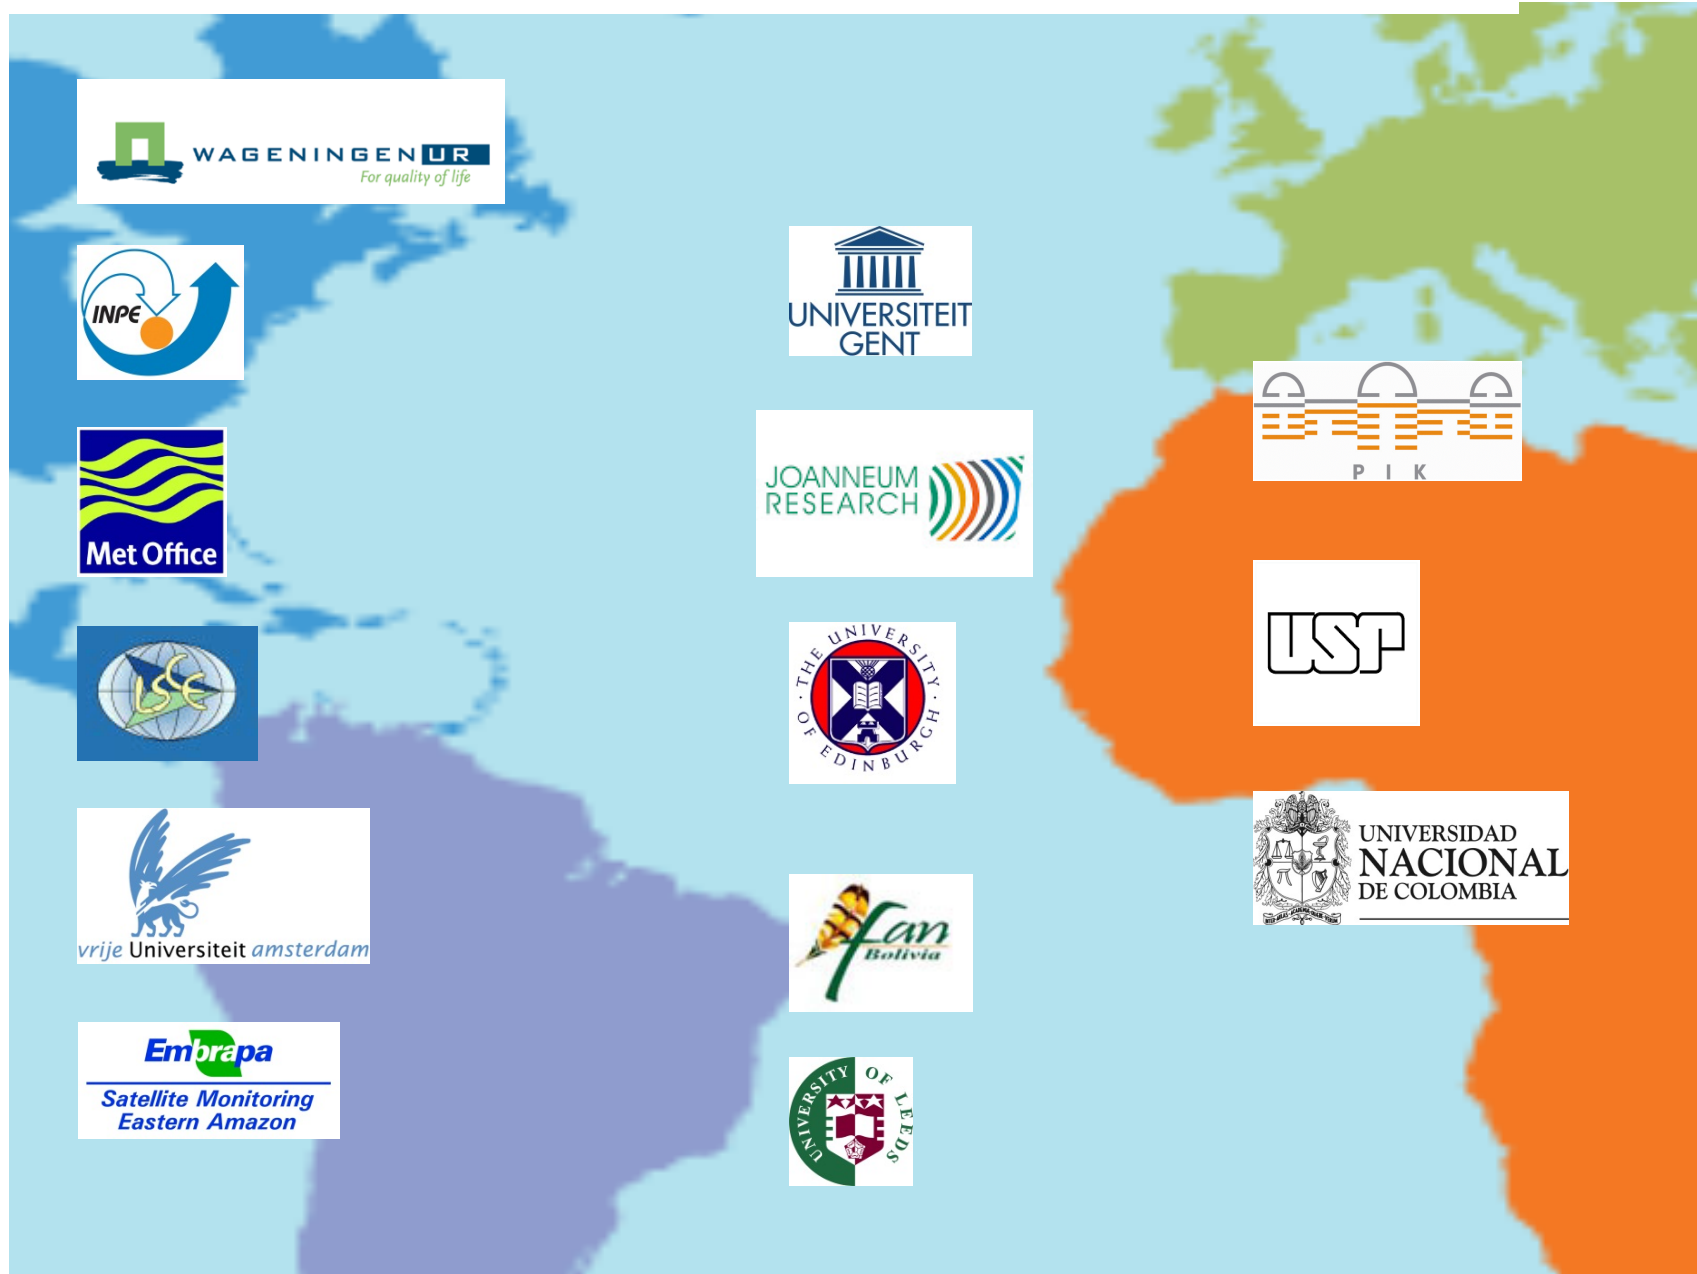 WAGENINGEN UR
For quality of life
INPE
Met Office
LSCE
vrije Universiteit amsterdam
Embrapa
Satellite Monitoring
Eastern Amazon
UNIVERSITEIT
GENT
JOANNEUM
RESEARCH
THE UNIVERSITY
OF EDINBURGH
fan
Bolivia
UNIVERSITY OF LEEDS
PIK
USP
UNIVERSIDAD
NACIONAL
DE COLOMBIA